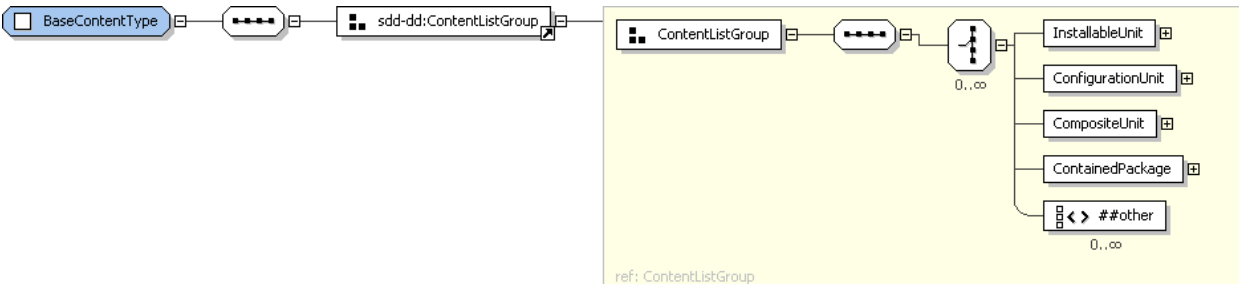 BaseContentType
sdd-dd:ContentListGroup
ContentListGroup
0..∞
InstallableUnit
ConfigurationUnit
CompositeUnit
ContainedPackage
##other
0..∞
ref: ContentListGroup